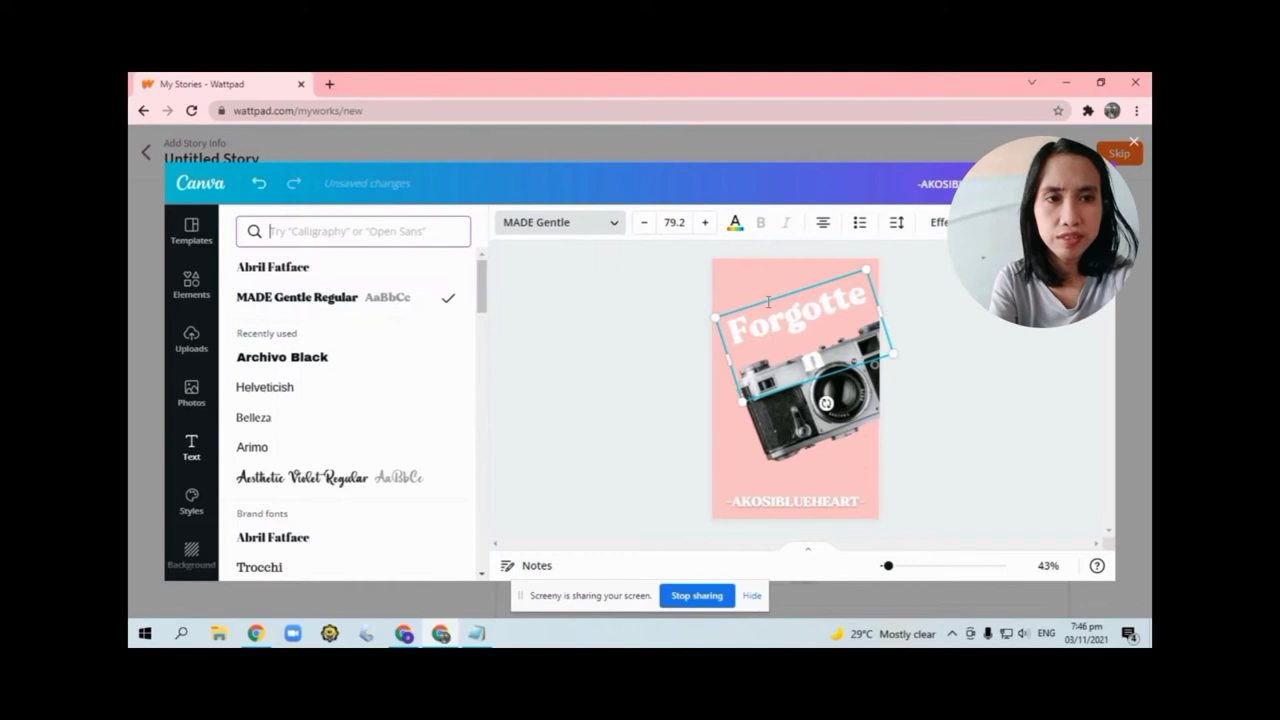 My Stories - Wattpad
wattpad.com/myworks/new
Add Story Info
Untitled Story
Skip
Canva
Unsaved changes
-AKOSIB
Templates
Elements
Uploads
Photos
Text
Styles
Background
Try "Calligraphy" or "Open Sans"
Abril Fatface
MADE Gentle Regular AaBbCc
Recently used
Archivo Black
Helveticish
Belleza
Arimo
Aesthetic Violet Regular AaBbCc
Brand fonts
Abril Fatface
Trocchi
MADE Gentle
79.2
A B I
Effe
Forgotte
n
-AKOSIBLUEHEART-
Notes
43%
Screeny is sharing your screen.
Stop sharing
Hide
29°C Mostly clear
ENG
7:46 pm
03/11/2021
4